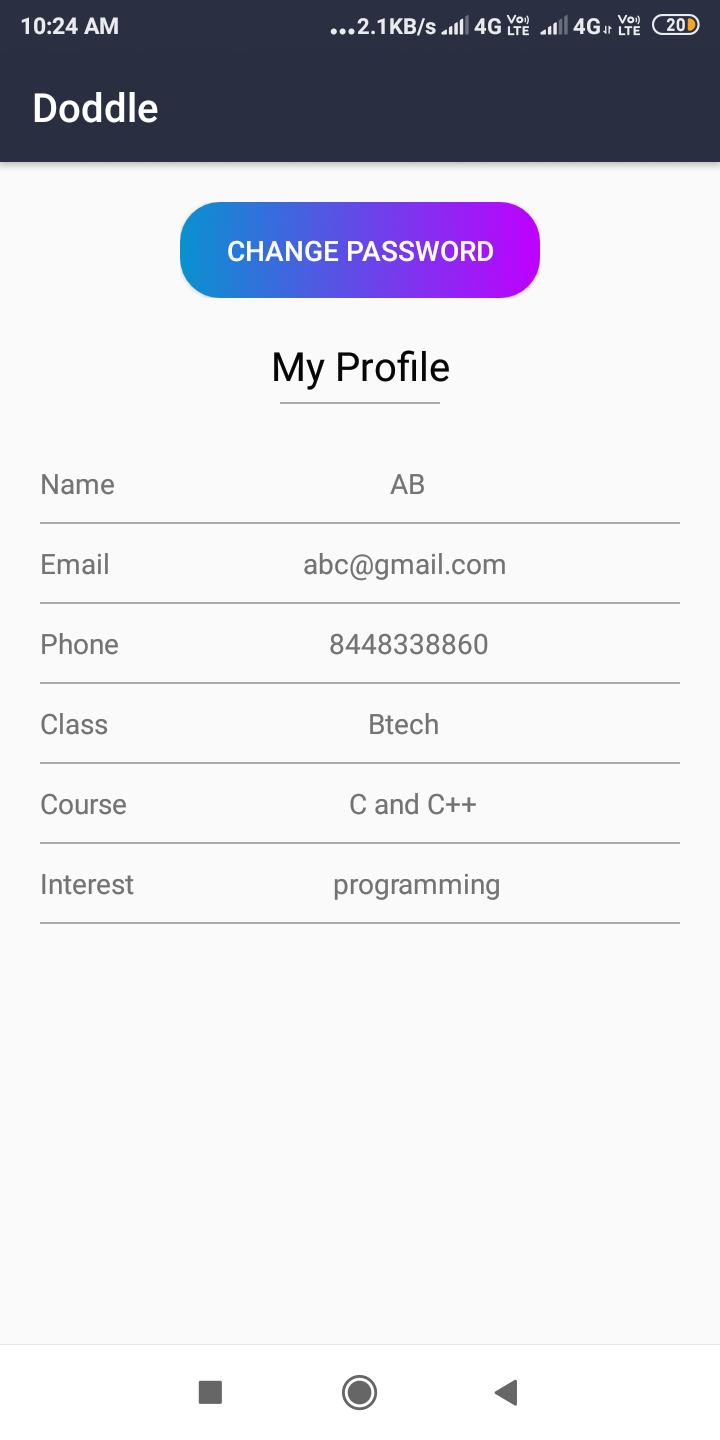 10:24 AM ...2.1KB/s 4G Vo) LTE 4G Vo) LTE 20
Doddle
CHANGE PASSWORD
My Profile
Name AB
Email abc@gmail.com
Phone 8448338860
Class Btech
Course C and C++
Interest programming